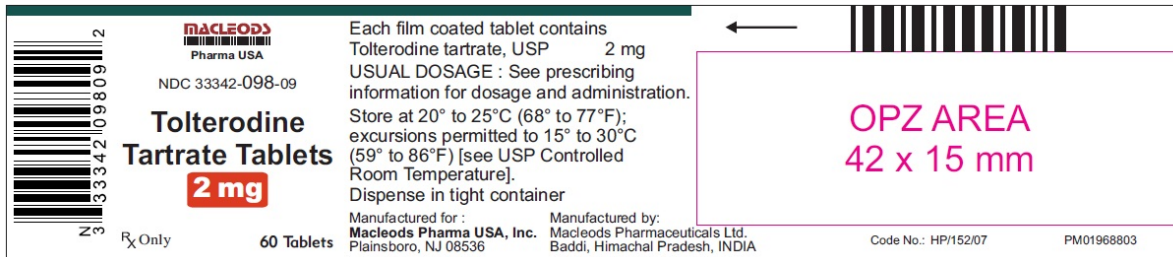 N 3 33342 09809 2
MACLEODS
Pharma USA
NDC 33342-098-09
Tolterodine
Tartrate Tablets
2 mg
Rx Only 60 Tablets
Each film coated tablet contains
Tolterodine tartrate, USP 2 mg
USUAL DOSAGE : See prescribing
information for dosage and administration.
Store at 20° to 25°C (68° to 77°F);
excursions permitted to 15° to 30°C
(59° to 86°F) [see USP Controlled
Room Temperature].
Dispense in tight container
Manufactured for :
Macleods Pharma USA, Inc.
Plainsboro, NJ 08536
Manufactured by:
Macleods Pharmaceuticals Ltd.
Baddi, Himachal Pradesh, INDIA
OPZ AREA
42 x 15 mm
Code No.: HP/152/07 PM01968803